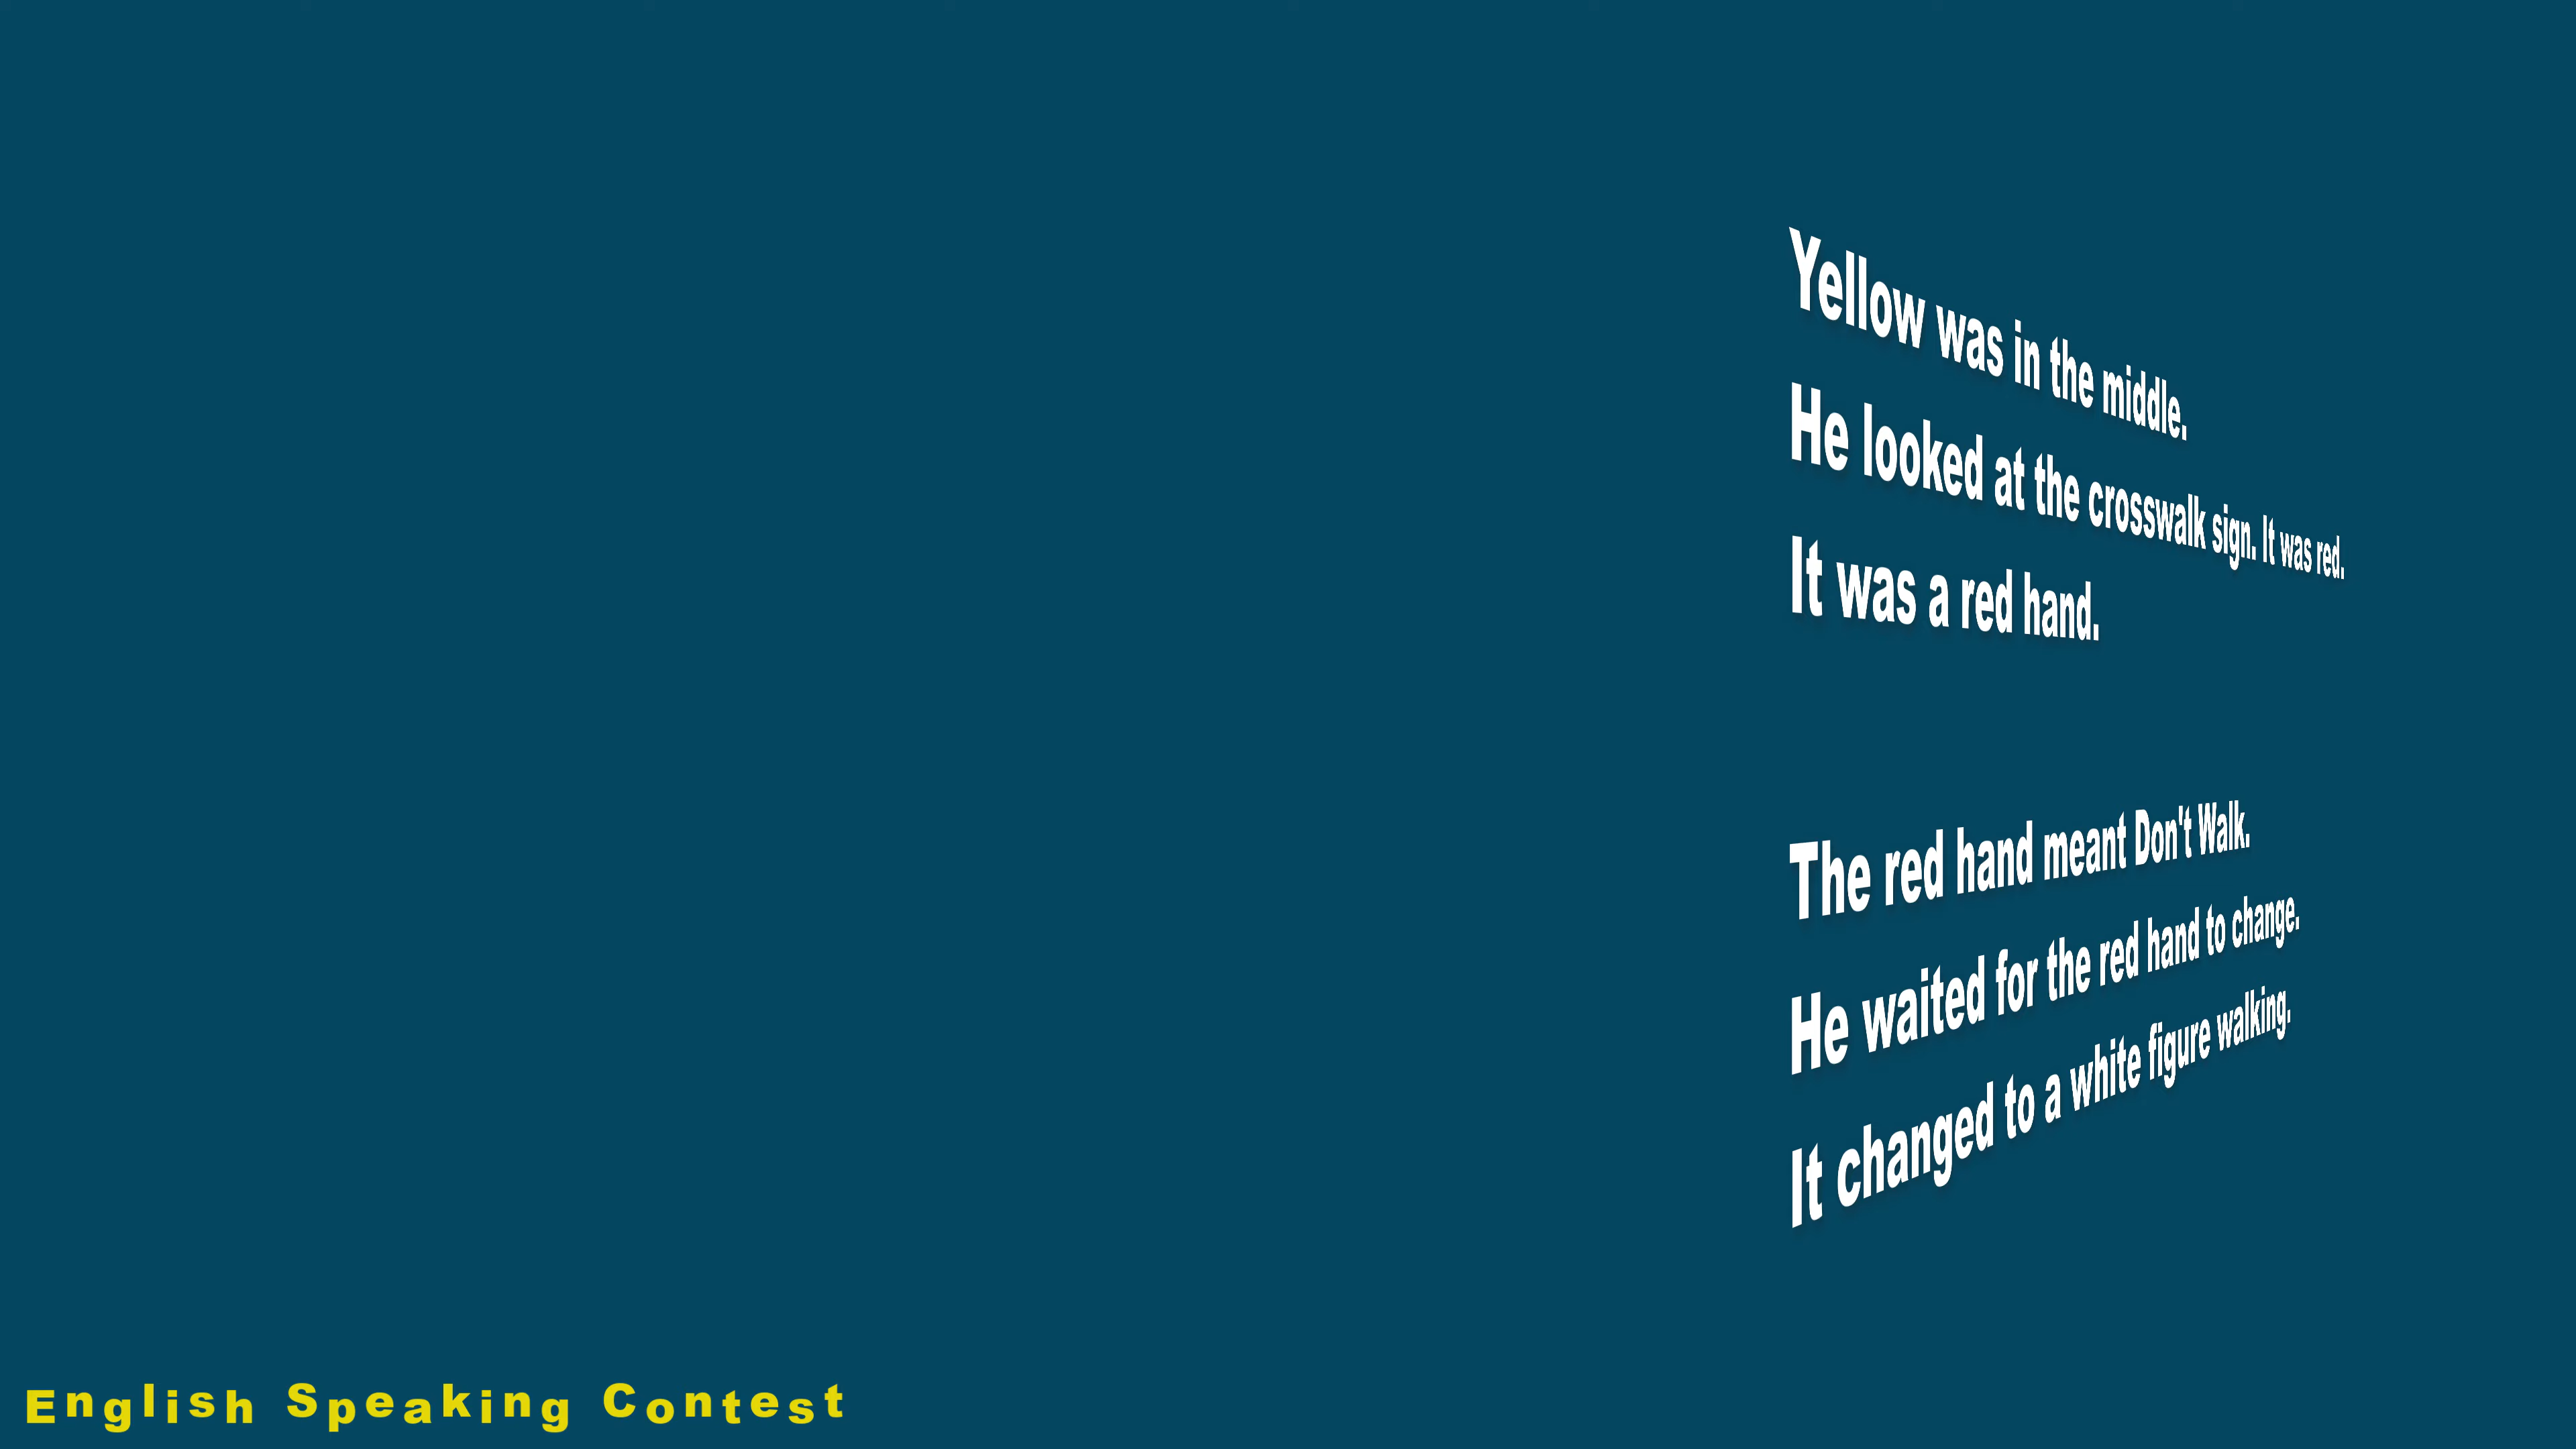 Yellow was in the middle.
He looked at the crosswalk sign. It was red.
It was a red hand.
The red hand meant Don't Walk.
He waited for the red hand to change.
It changed to a white figure walking.
English Speaking Contest